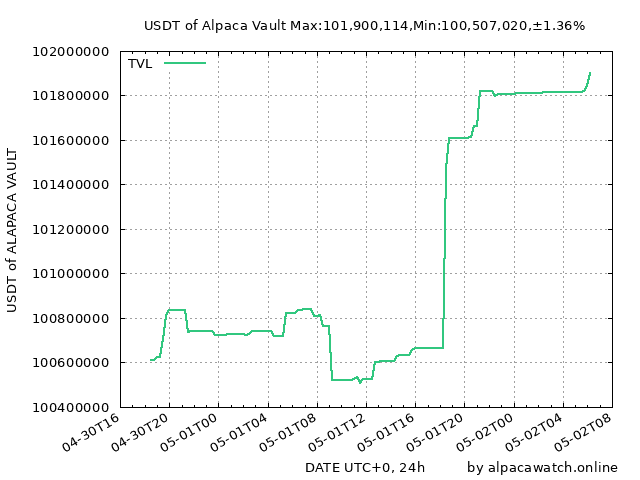 USDT of Alpaca Vault Max:101,900,114,Min:100,507,020,±1.36%
TVL
USDT of ALAPACA VAULT
102000000
101800000
101600000
101400000
101200000
101000000
100800000
100600000
100400000
04-30T16
04-30T20
05-01T00
05-01T04
05-01T08
05-01T12
05-01T16
05-01T20
05-02T00
05-02T04
05-02T08
DATE UTC+0, 24h
by alpacawatch.online